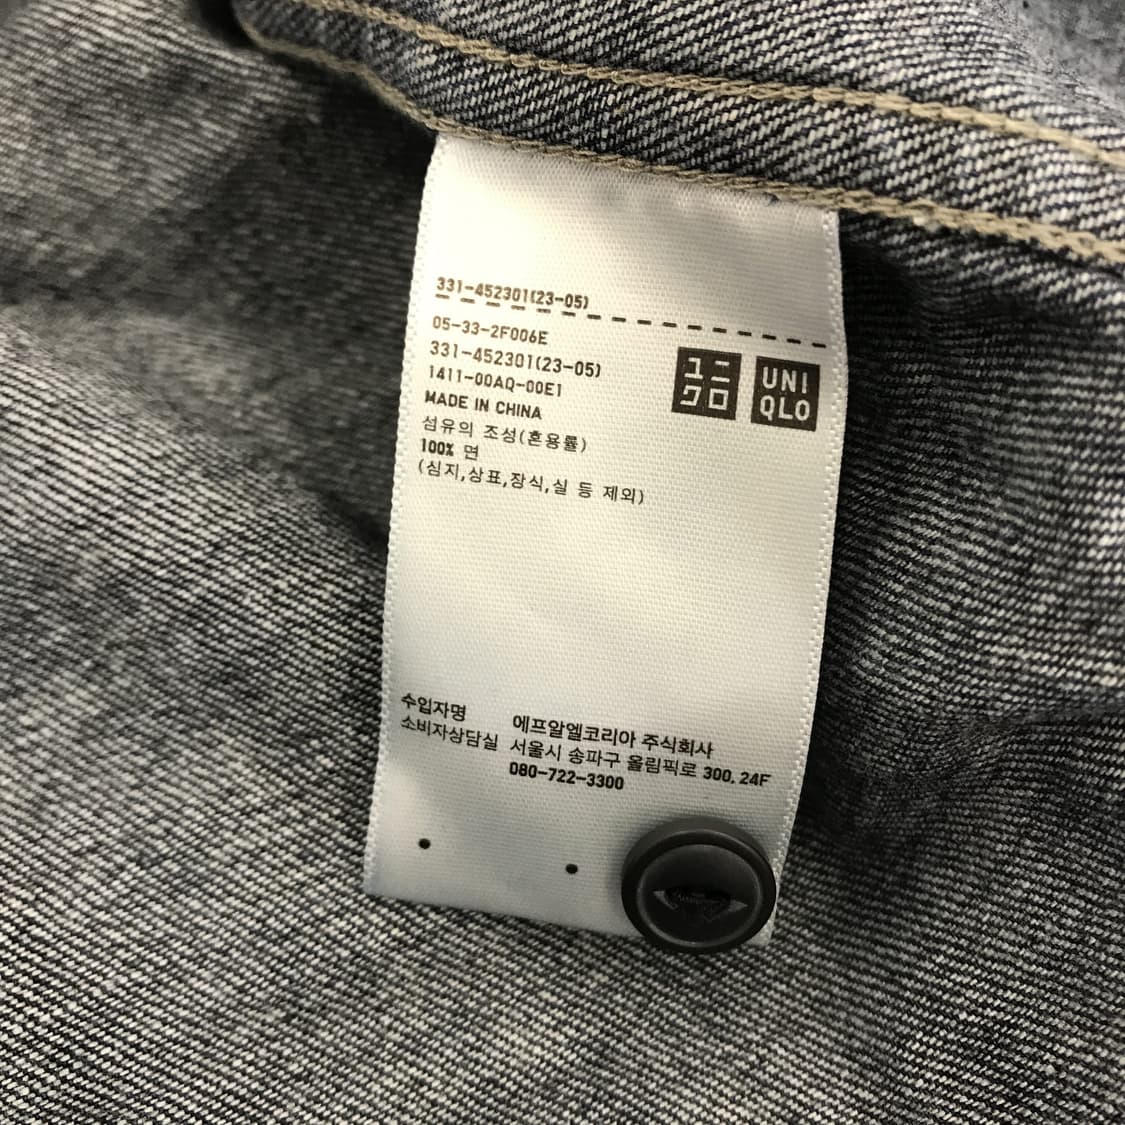 331-452301(23-05)
05-33-2F006E
331-452301(23-05)
1411-00AQ-00E1
MADE IN CHINA
ユニ
クロ
UNI
QLO
섬유의 조성(혼용률)
100% 면
(심지,상표,장식,실 등 제외)
수입자명 에프알엘코리아 주식회사
소비자상담실 서울시 송파구 올림픽로 300, 24F
080-722-3300